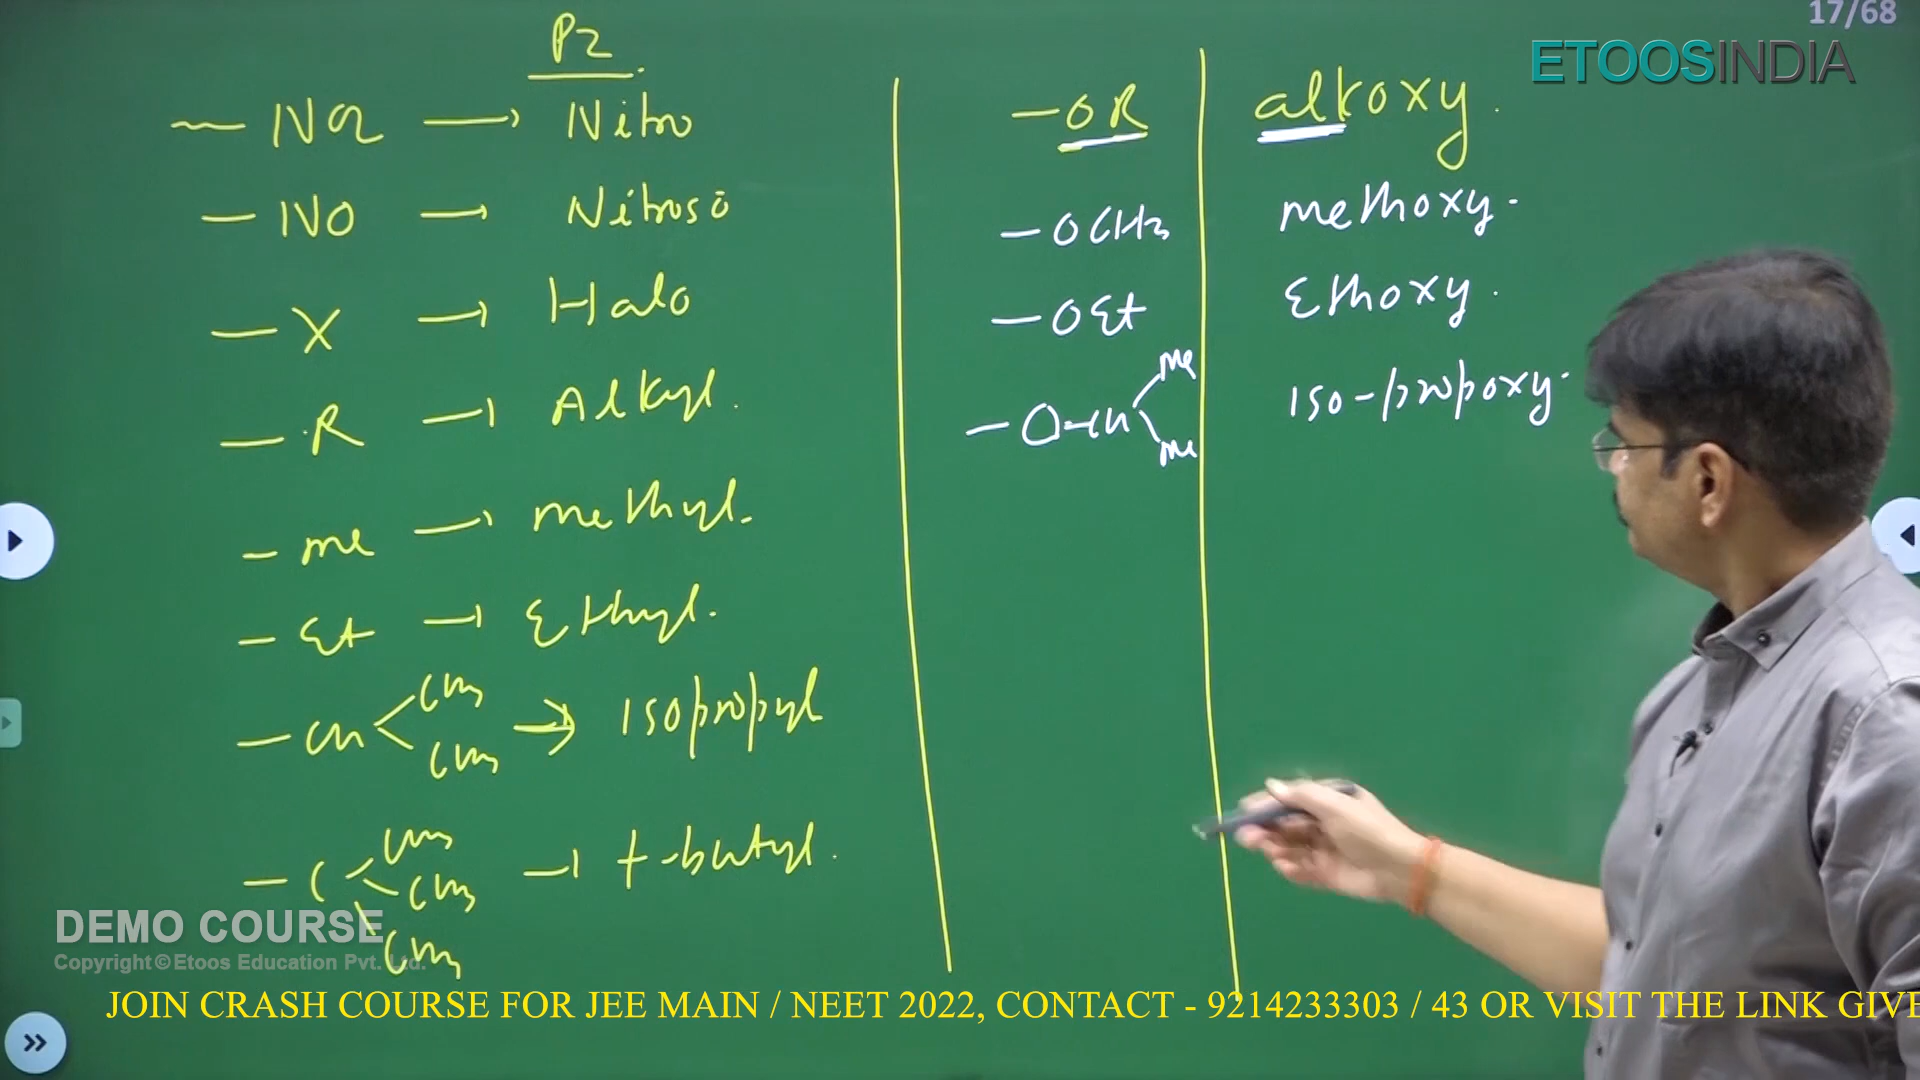 17/68
ETOOSINDIA
P2
— NO2 → Nitro
— NO → Nitroso
— X → Halo
— R → Alkyl.
— me → methyl.
— Et → Ethyl.
— CH < CH3 CH3 → Isopropyl
— C CH3 CH3 CH3 → t-butyl.
— OR alkoxy.
— OCH3 methoxy.
— OEt Ethoxy.
— O-CH me me iso-propoxy.
DEMO COURSE
Copyright © Etoos Education Pvt. Ltd.
JOIN CRASH COURSE FOR JEE MAIN / NEET 2022, CONTACT - 9214233303 / 43 OR VISIT THE LINK GIVE